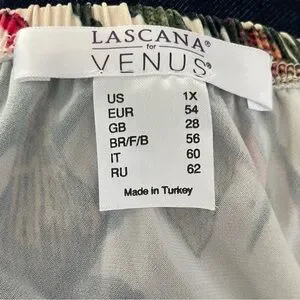 LASCANA®
for
VENUS®
US 1X
EUR 54
GB 28
BR/F/B 56
IT 60
RU 62
Made in Turkey